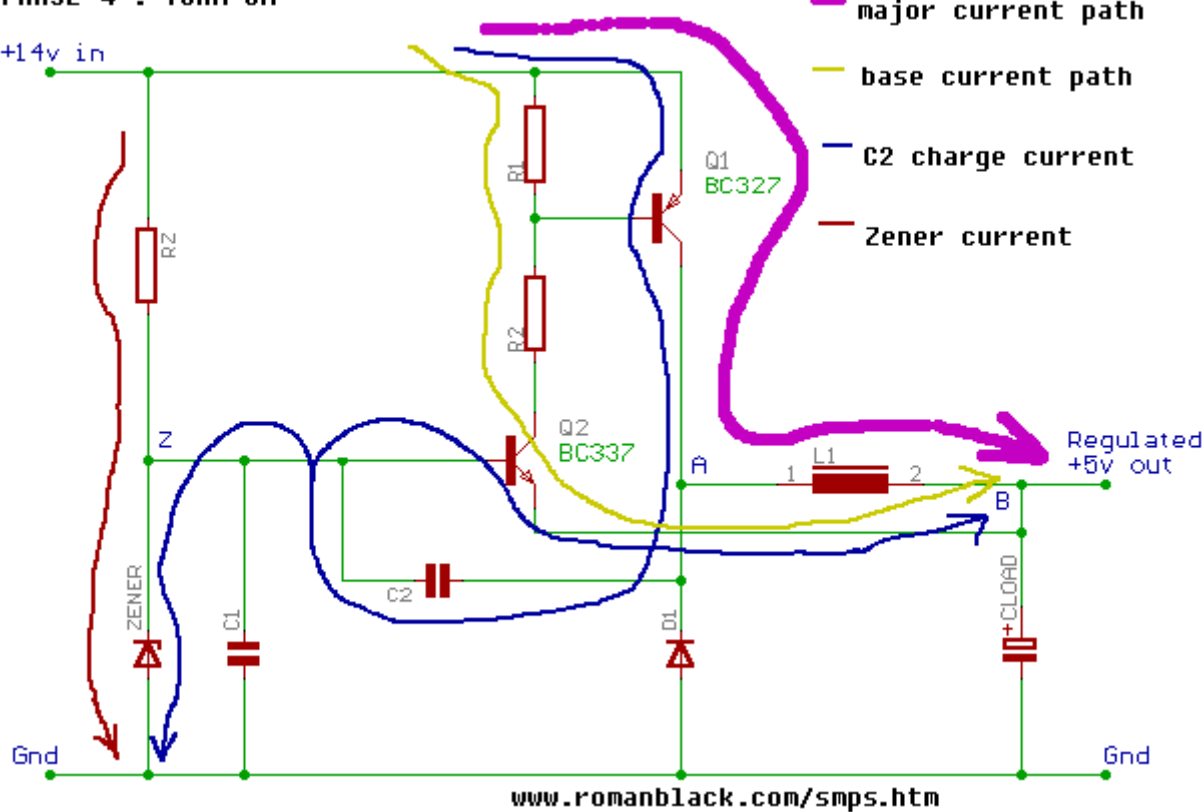 major current path
+14v in
base current path
C2 charge current
Q1
BC327
R1
Zener current
RZ
R2
Q2
BC337
Z
A
L1
1
2
Regulated
+5v out
B
C2
ZENER
C1
D1
+CLOAD
Gnd
Gnd
www.romanblack.com/smps.htm